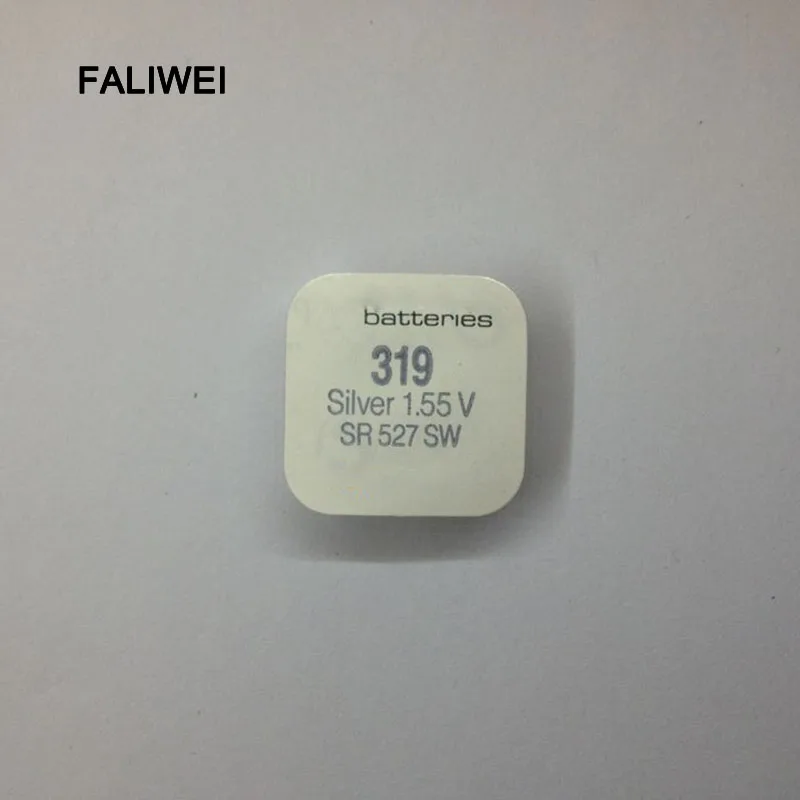 FALIWEI
batteries
319
Silver 1.55 V
SR 527 SW